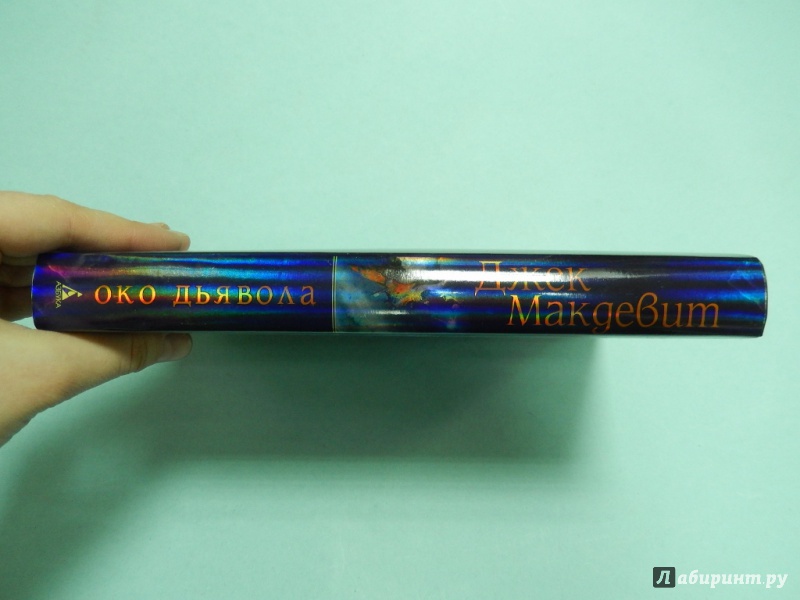 АЗБУКА
око дьявола
Джек
Макдевит
Лабиринт.ру